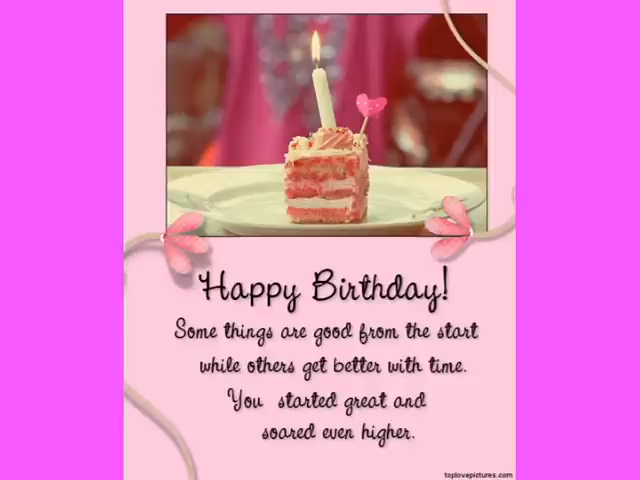 Happy Birthday!
Some things are good from the start
while others get better with time.
You started great and
soared even higher.
toplovepictures.com